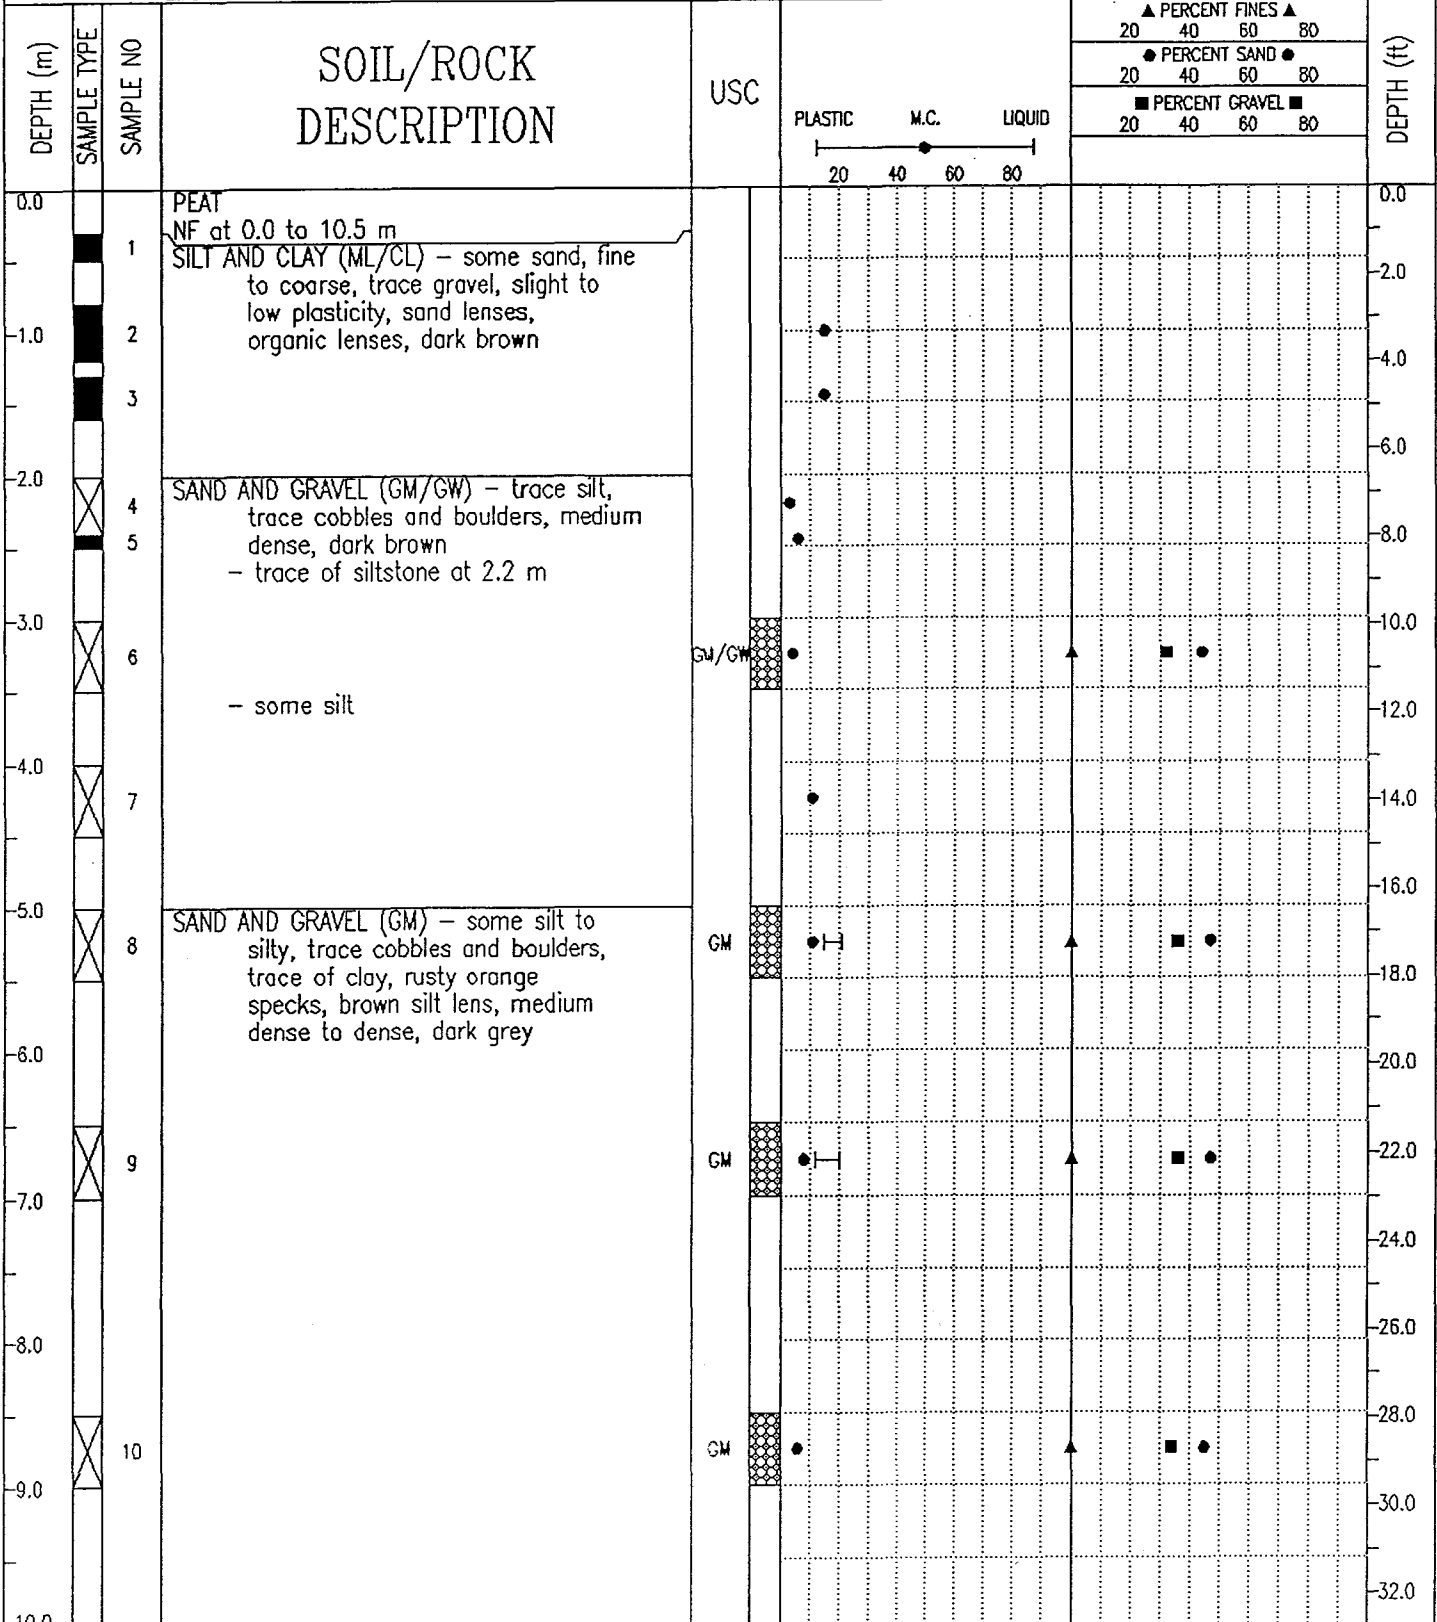 ▲ PERCENT FINES ▲
20 40 60 80
● PERCENT SAND ●
20 40 60 80
■ PERCENT GRAVEL ■
20 40 60 80
DEPTH (m)
SAMPLE TYPE
SAMPLE NO
SOIL/ROCK
DESCRIPTION
USC
PLASTIC M.C. LIQUID
20 40 60 80
DEPTH (ft)
0.0 PEAT 0.0
NF at 0.0 to 10.5 m
1 SILT AND CLAY (ML/CL) – some sand, fine
to coarse, trace gravel, slight to -2.0
low plasticity, sand lenses,
-1.0 2 organic lenses, dark brown
-4.0
3
-6.0
-2.0 SAND AND GRAVEL (GM/GW) – trace silt,
4 trace cobbles and boulders, medium
5 dense, dark brown -8.0
– trace of siltstone at 2.2 m
-3.0 -10.0
6 GM/GW
– some silt -12.0
-4.0
7 -14.0
-16.0
-5.0 SAND AND GRAVEL (GM) – some silt to
8 silty, trace cobbles and boulders, GM
trace of clay, rusty orange -18.0
specks, brown silt lens, medium
dense to dense, dark grey
-6.0 -20.0
9 GM -22.0
-7.0
-24.0
-8.0 -26.0
-28.0
10 GM
-9.0 -30.0
-32.0
10.0